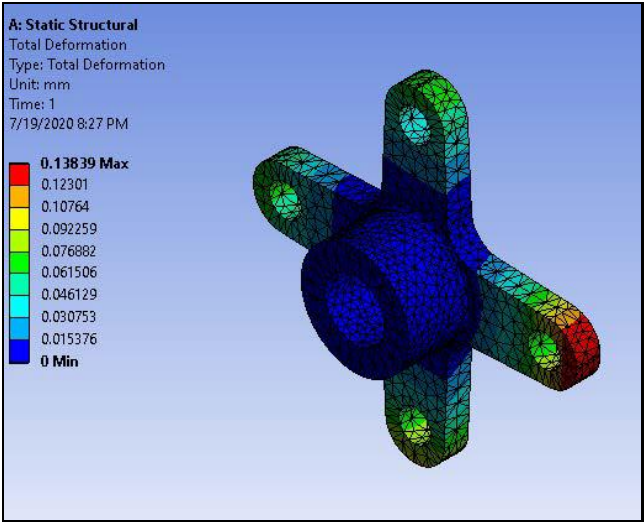 A: Static Structural
Total Deformation
Type: Total Deformation
Unit: mm
Time: 1
7/19/2020 8:27 PM
0.13839 Max
0.12301
0.10764
0.092259
0.076882
0.061506
0.046129
0.030753
0.015376
0 Min